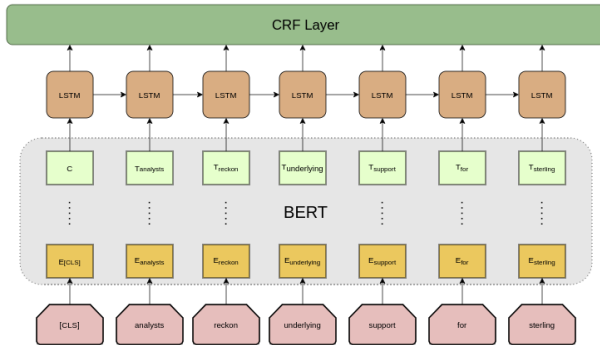 CRF Layer
LSTM LSTM LSTM LSTM LSTM LSTM LSTM
C Tanalysts Treckon Tunderlying Tsupport Tfor Tsterling
BERT
E[CLS] Eanalysts Ereckon Eunderlying Esupport Efor Esterling
[CLS] analysts reckon underlying support for sterling